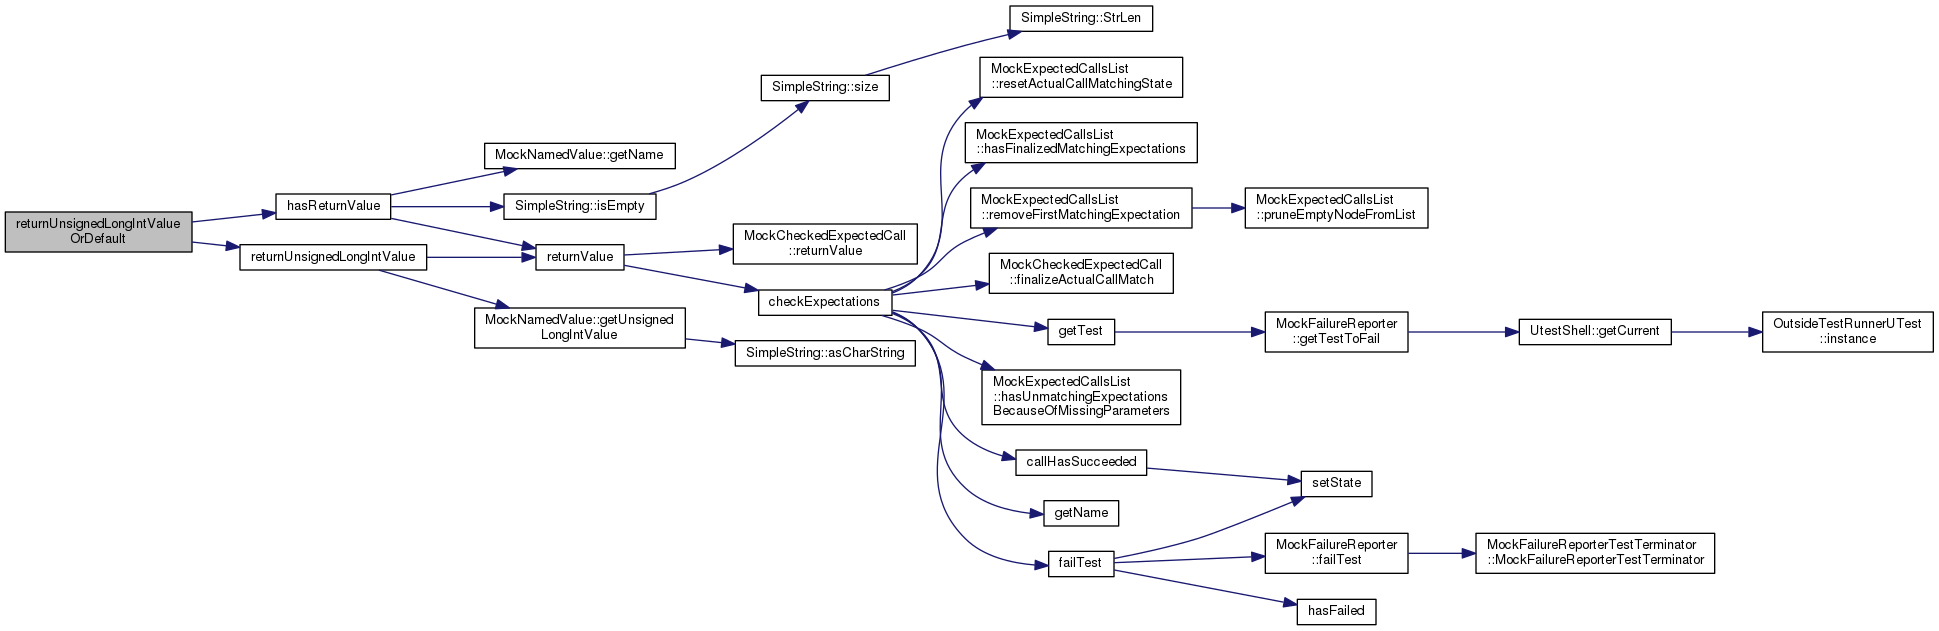 returnUnsignedLongIntValue
OrDefault
hasReturnValue
returnUnsignedLongIntValue
MockNamedValue::getName
SimpleString::isEmpty
returnValue
MockNamedValue::getUnsigned
LongIntValue
SimpleString::size
MockCheckedExpectedCall
::returnValue
checkExpectations
SimpleString::asCharString
SimpleString::StrLen
MockExpectedCallsList
::resetActualCallMatchingState
MockExpectedCallsList
::hasFinalizedMatchingExpectations
MockExpectedCallsList
::removeFirstMatchingExpectation
MockCheckedExpectedCall
::finalizeActualCallMatch
getTest
MockExpectedCallsList
::hasUnmatchingExpectations
BecauseOfMissingParameters
callHasSucceeded
getName
failTest
MockExpectedCallsList
::pruneEmptyNodeFromList
MockFailureReporter
::getTestToFail
setState
MockFailureReporter
::failTest
hasFailed
UtestShell::getCurrent
MockFailureReporterTestTerminator
::MockFailureReporterTestTerminator
OutsideTestRunnerUTest
::instance